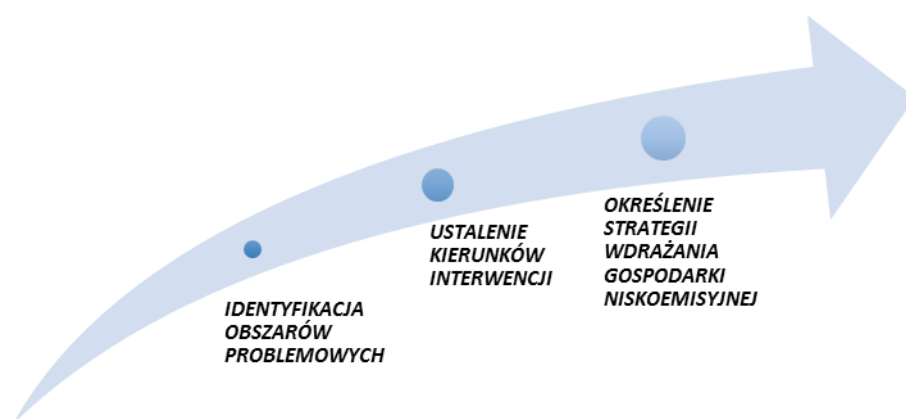 IDENTYFIKACJA
OBSZARÓW
PROBLEMOWYCH
USTALENIE
KIERUNKÓW
INTERWENCJI
OKREŚLENIE
STRATEGII
WDRAŻANIA
GOSPODARKI
NISKOEMISYJNEJ